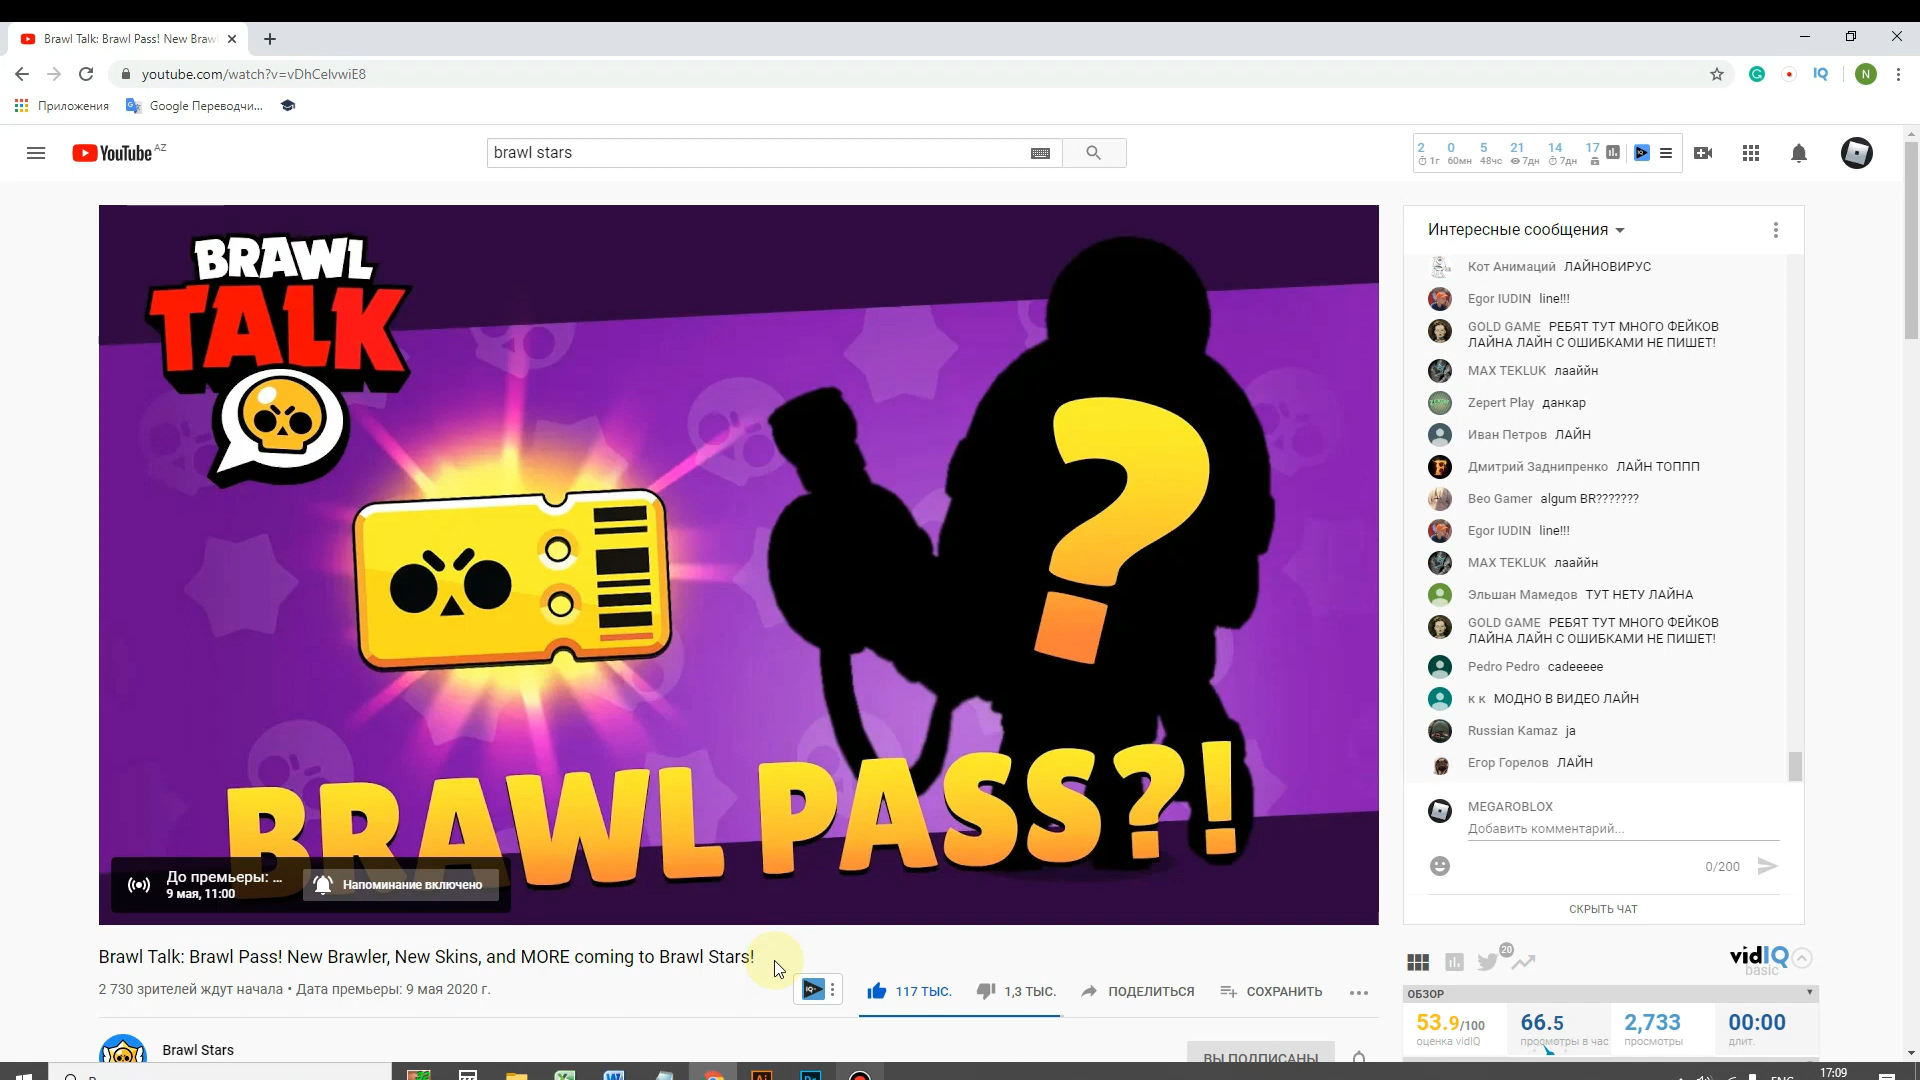 Brawl Talk: Brawl Pass! New Braw
youtube.com/watch?v=vDhCelvwiE8
N
Приложения
Google Переводчи...
YouTube AZ
brawl stars
2 0 5 21 14 17
1г 60мн 48чс 7дн 7дн
BRAWL
TALK
?
BRAWL PASS?!
До премьеры: ...
9 мая, 11:00
Напоминание включено
Интересные сообщения
Кот Анимаций ЛАЙНОВИРУС
Egor IUDIN line!!!
GOLD GAME РЕБЯТ ТУТ МНОГО ФЕЙКОВ
ЛАЙНА ЛАЙН С ОШИБКАМИ НЕ ПИШЕТ!
MAX TEKLUK лааййн
Zepert Play данкар
Иван Петров ЛАЙН
Дмитрий Заднипренко ЛАЙН ТОППП
Beo Gamer algum BR???????
Egor IUDIN line!!!
MAX TEKLUK лааййн
Эльшан Мамедов ТУТ НЕТУ ЛАЙНА
GOLD GAME РЕБЯТ ТУТ МНОГО ФЕЙКОВ
ЛАЙНА ЛАЙН С ОШИБКАМИ НЕ ПИШЕТ!
Pedro Pedro cadeeeee
к к МОДНО В ВИДЕО ЛАЙН
Russian Kamaz ja
Егор Горелов ЛАЙН
MEGAROBLOX
Добавить комментарий...
0/200
СКРЫТЬ ЧАТ
Brawl Talk: Brawl Pass! New Brawler, New Skins, and MORE coming to Brawl Stars!
2 730 зрителей ждут начала • Дата премьеры: 9 мая 2020 г.
117 ТЫС.
1,3 ТЫС.
ПОДЕЛИТЬСЯ
СОХРАНИТЬ
Brawl Stars
ВЫ ПОДПИСАНЫ
20
vidIQ
basic
ОБЗОР
53.9/100
оценка vidIQ
66.5
просмотры в час
2,733
просмотры
00:00
длит.
17:09